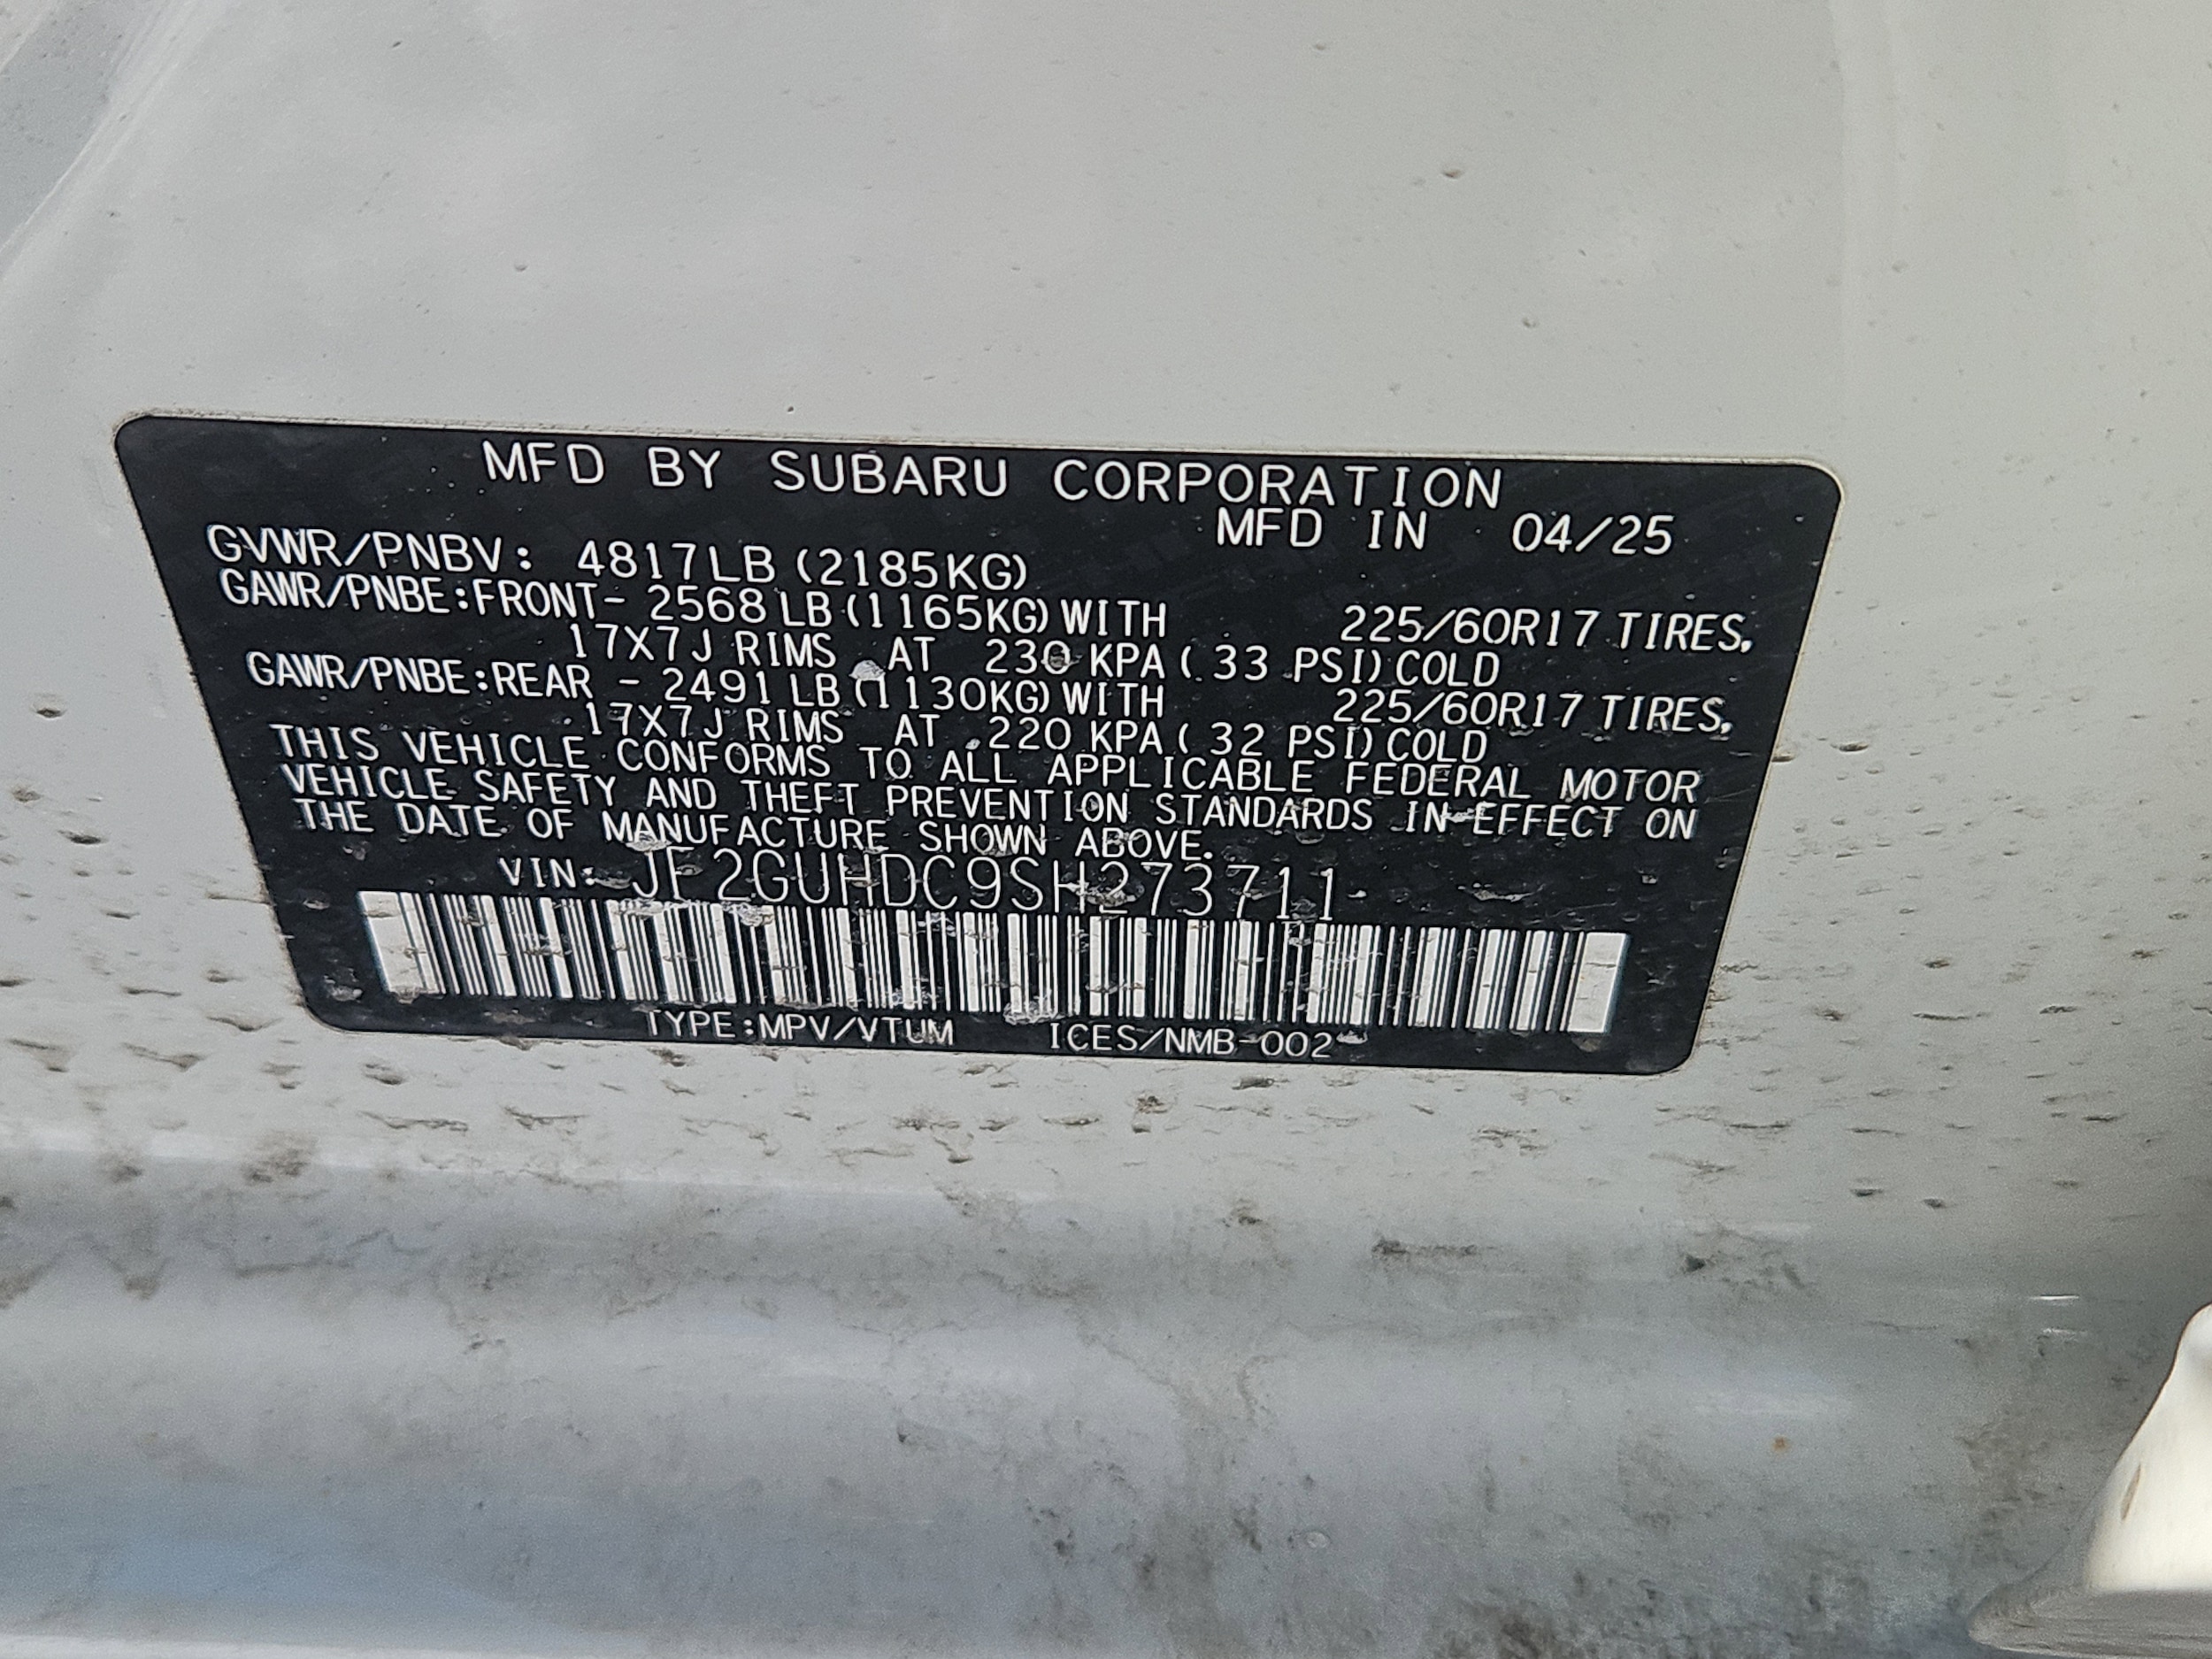 MFD BY SUBARU CORPORATION
MFD IN 04/25
GVWR/PNBV: 4817LB (2185KG)
GAWR/PNBE:FRONT- 2568 LB (1165KG) WITH 225/60R17 TIRES,
17X7J RIMS AT 230 KPA ( 33 PSI) COLD
GAWR/PNBE:REAR - 2491 LB (1130KG) WITH 225/60R17 TIRES,
17X7J RIMS AT 220 KPA ( 32 PSI) COLD
THIS VEHICLE CONFORMS TO ALL APPLICABLE FEDERAL MOTOR
VEHICLE SAFETY AND THEFT PREVENTION STANDARDS IN EFFECT ON
THE DATE OF MANUFACTURE SHOWN ABOVE.
VIN: JF2GUHDC9SH273711
TYPE:MPV/VTUM ICES/NMB-002